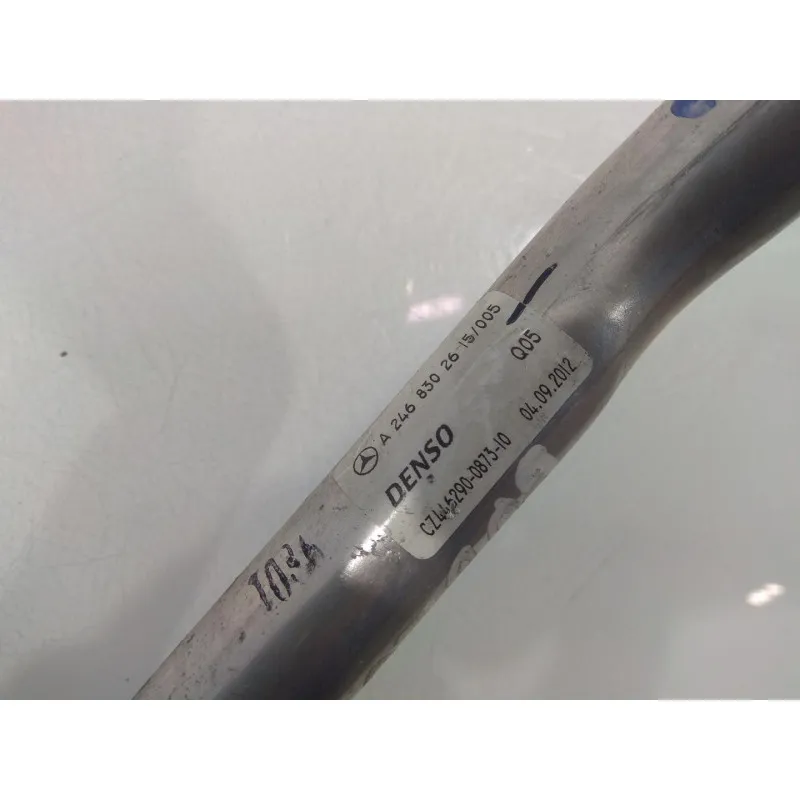 A 246 830 26-15/005
Q05
DENSO
04.09.2012
CZ446290-0873-10